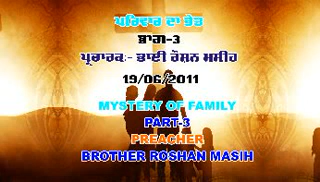 ਪਰਿਵਾਰ ਦਾ ਭੇਤ
ਭਾਗ-3
ਪ੍ਰਚਾਰਕ:- ਭਾਈ ਰੌਸ਼ਨ ਮਸੀਹ
19/06/2011
MYSTERY OF FAMILY
PART-3
PREACHER
BROTHER ROSHAN MASIH